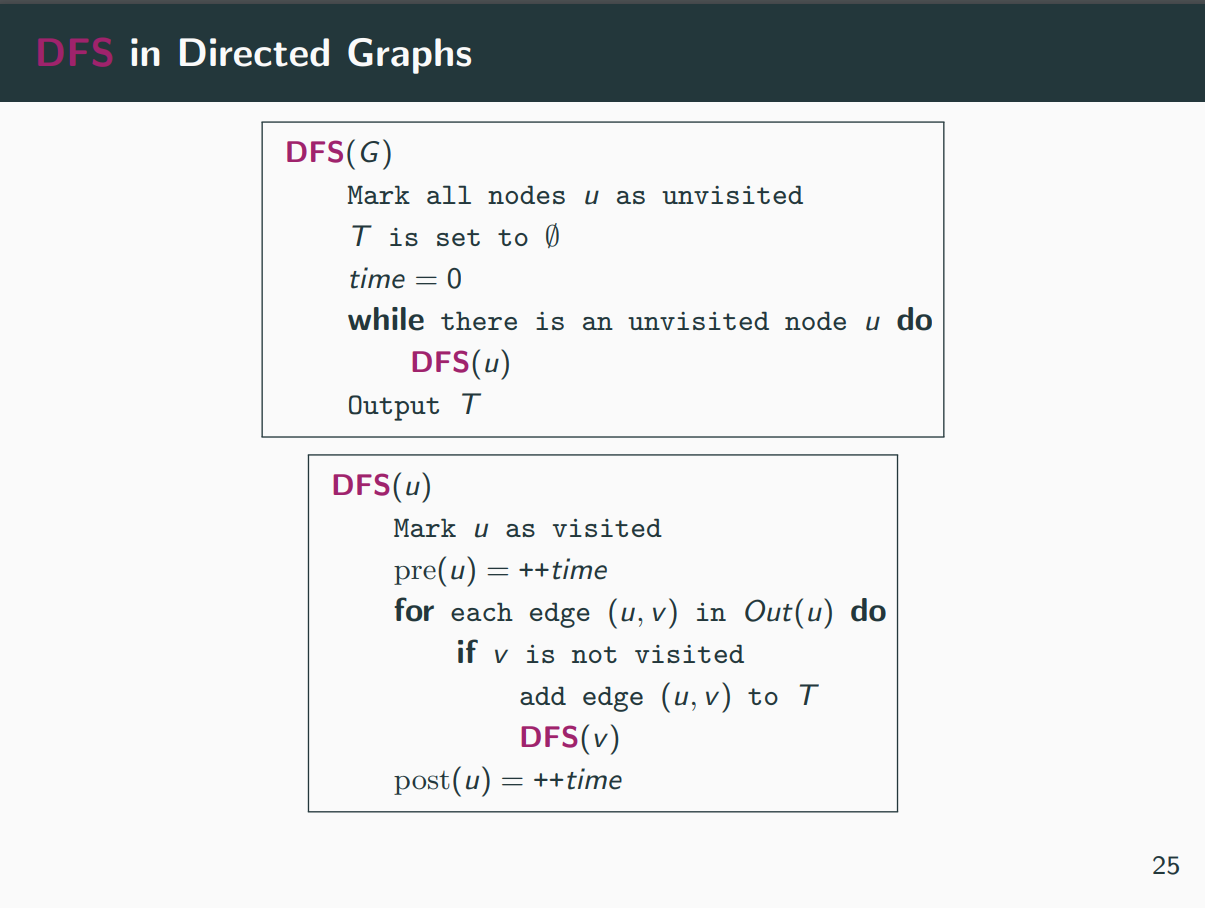 DFS in Directed Graphs
DFS(G)
Mark all nodes u as unvisited
T is set to ∅
time = 0
while there is an unvisited node u do
DFS(u)
Output T
DFS(u)
Mark u as visited
pre(u) = ++time
for each edge (u, v) in Out(u) do
if v is not visited
add edge (u, v) to T
DFS(v)
post(u) = ++time
25